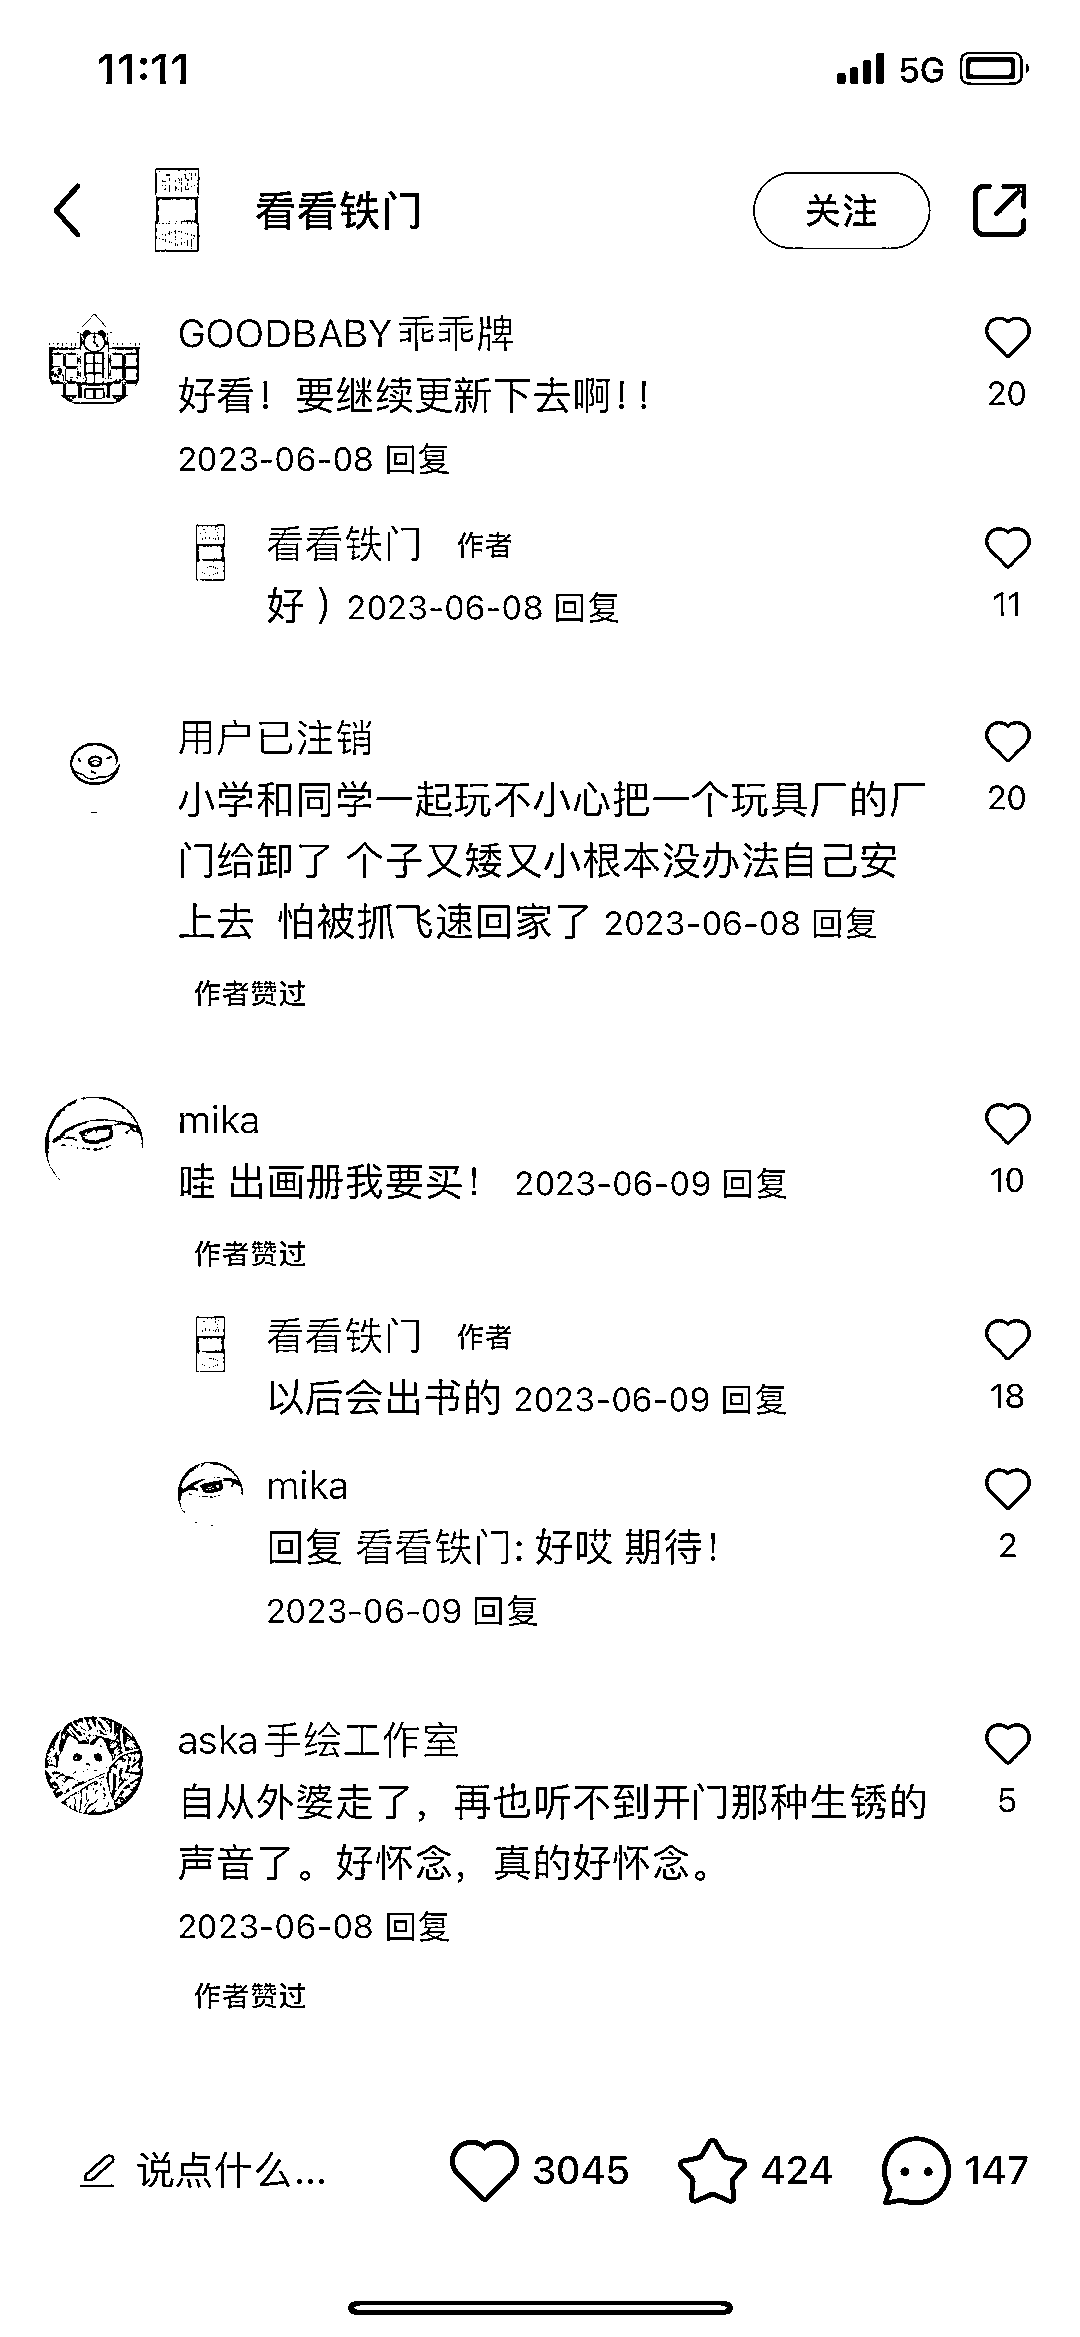 11:11 5G
看看铁门 关注
GOODBABY乖乖牌
好看！要继续更新下去啊！！ 20
2023-06-08 回复
看看铁门 作者
好 ）2023-06-08 回复 11
用户已注销
小学和同学一起玩不小心把一个玩具厂的厂 20
门给卸了 个子又矮又小根本没办法自己安
上去 怕被抓飞速回家了 2023-06-08 回复
作者赞过
mika
哇 出画册我要买！ 2023-06-09 回复 10
作者赞过
看看铁门 作者
以后会出书的 2023-06-09 回复 18
mika
回复 看看铁门: 好哎 期待！ 2
2023-06-09 回复
aska手绘工作室
自从外婆走了，再也听不到开门那种生锈的 5
声音了。好怀念，真的好怀念。
2023-06-08 回复
作者赞过
说点什么... 3045 424 147